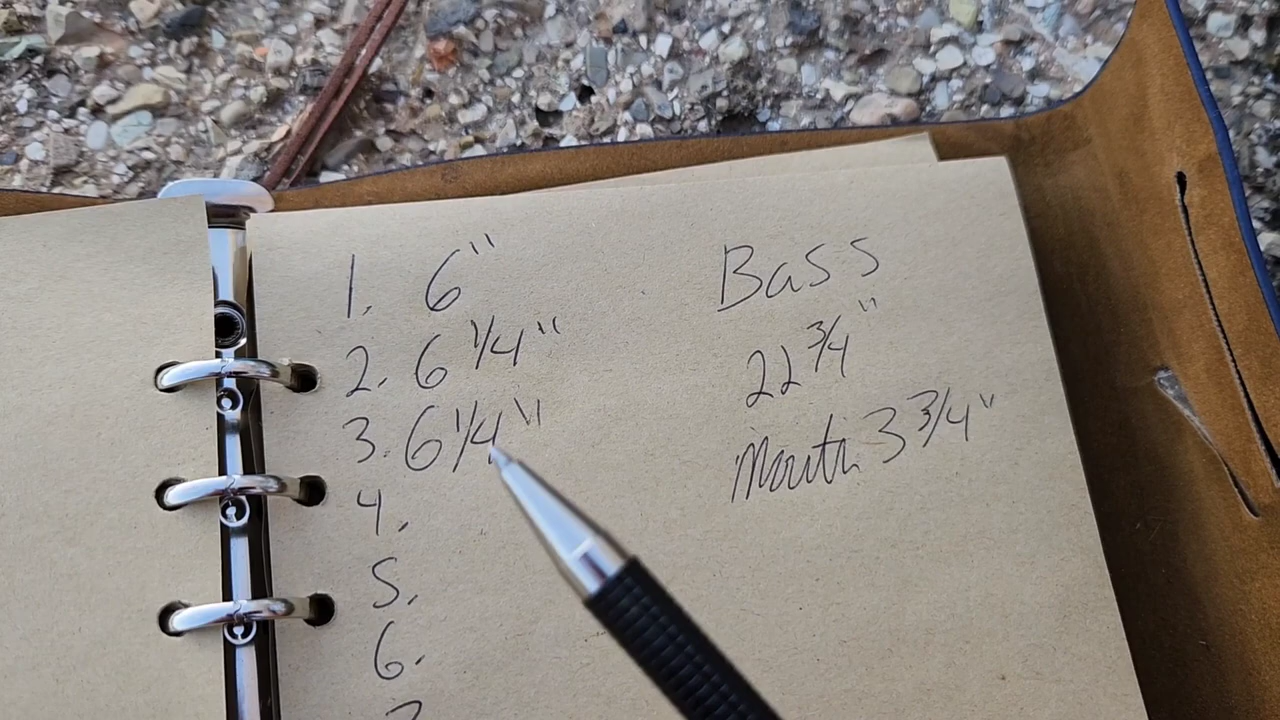 1. 6"
2. 6 1/4"
3. 6 1/4"
4.
5.
6.
7
Bass
22 3/4"
Mouth 3 3/4"